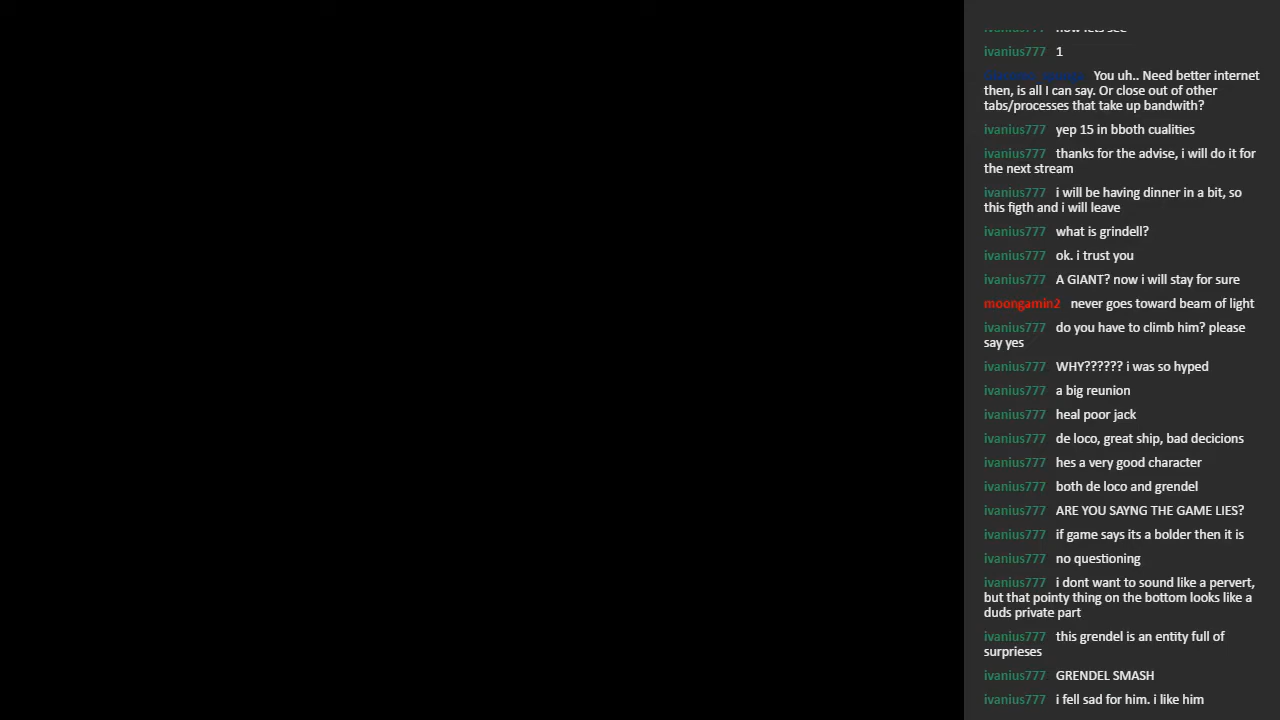 ivanius777 now lets see
ivanius777 1
You uh.. Need better internet
then, is all I can say. Or close out of other
tabs/processes that take up bandwith?
ivanius777 yep 15 in bboth cualities
ivanius777 thanks for the advise, i will do it for
the next stream
ivanius777 i will be having dinner in a bit, so
this figth and i will leave
ivanius777 what is grindell?
ivanius777 ok. i trust you
ivanius777 A GIANT? now i will stay for sure
moongamin2 never goes toward beam of light
ivanius777 do you have to climb him? please
say yes
ivanius777 WHY?????? i was so hyped
ivanius777 a big reunion
ivanius777 heal poor jack
ivanius777 de loco, great ship, bad decicions
ivanius777 hes a very good character
ivanius777 both de loco and grendel
ivanius777 ARE YOU SAYNG THE GAME LIES?
ivanius777 if game says its a bolder then it is
ivanius777 no questioning
ivanius777 i dont want to sound like a pervert,
but that pointy thing on the bottom looks like a
duds private part
ivanius777 this grendel is an entity full of
surprieses
ivanius777 GRENDEL SMASH
ivanius777 i fell sad for him. i like him